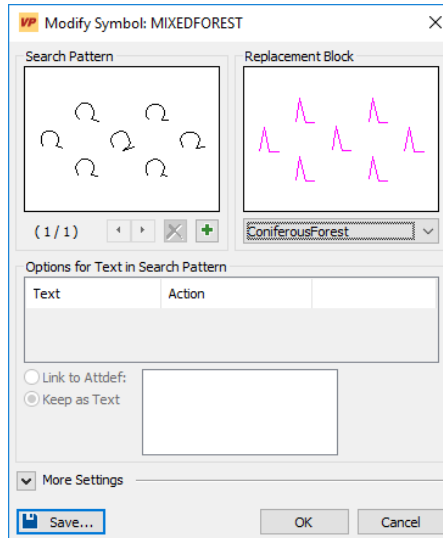 VP Modify Symbol: MIXEDFOREST
Search Pattern
Replacement Block
(1/1)
ConiferousForest
Options for Text in Search Pattern
Text Action
Link to Attdef:
Keep as Text
More Settings
Save... OK Cancel